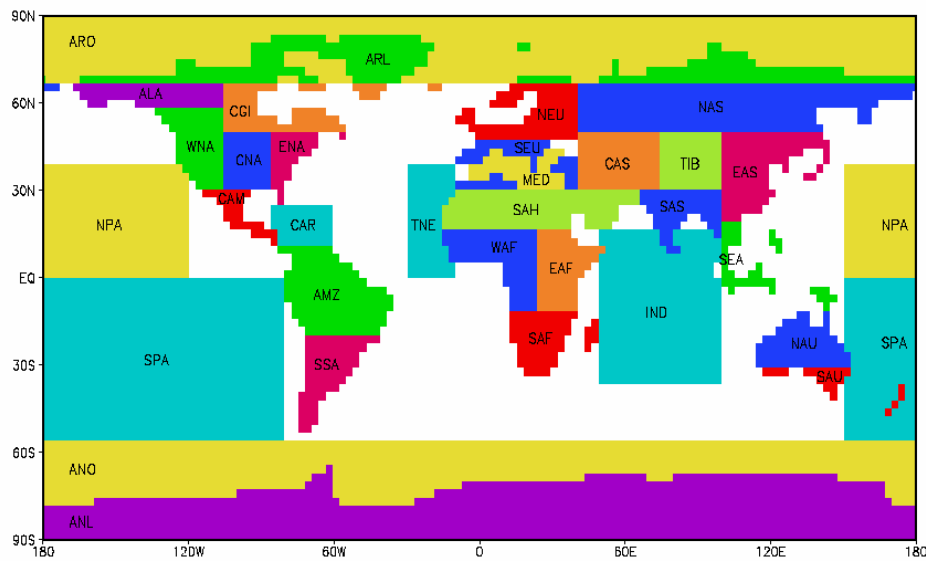 90N
ARO
ARL
60N
ALA
CGI
NEU
NAS
WNA
CNA
ENA
SEU
CAS
TIB
EAS
MED
30N
CAM
SAH
SAS
NPA
CAR
TNE
NPA
WAF
EAF
SEA
EQ
AMZ
IND
SPA
SSA
SAF
NAU
SPA
30S
SAU
60S
ANO
ANL
90S
180
120W
60W
0
60E
120E
180